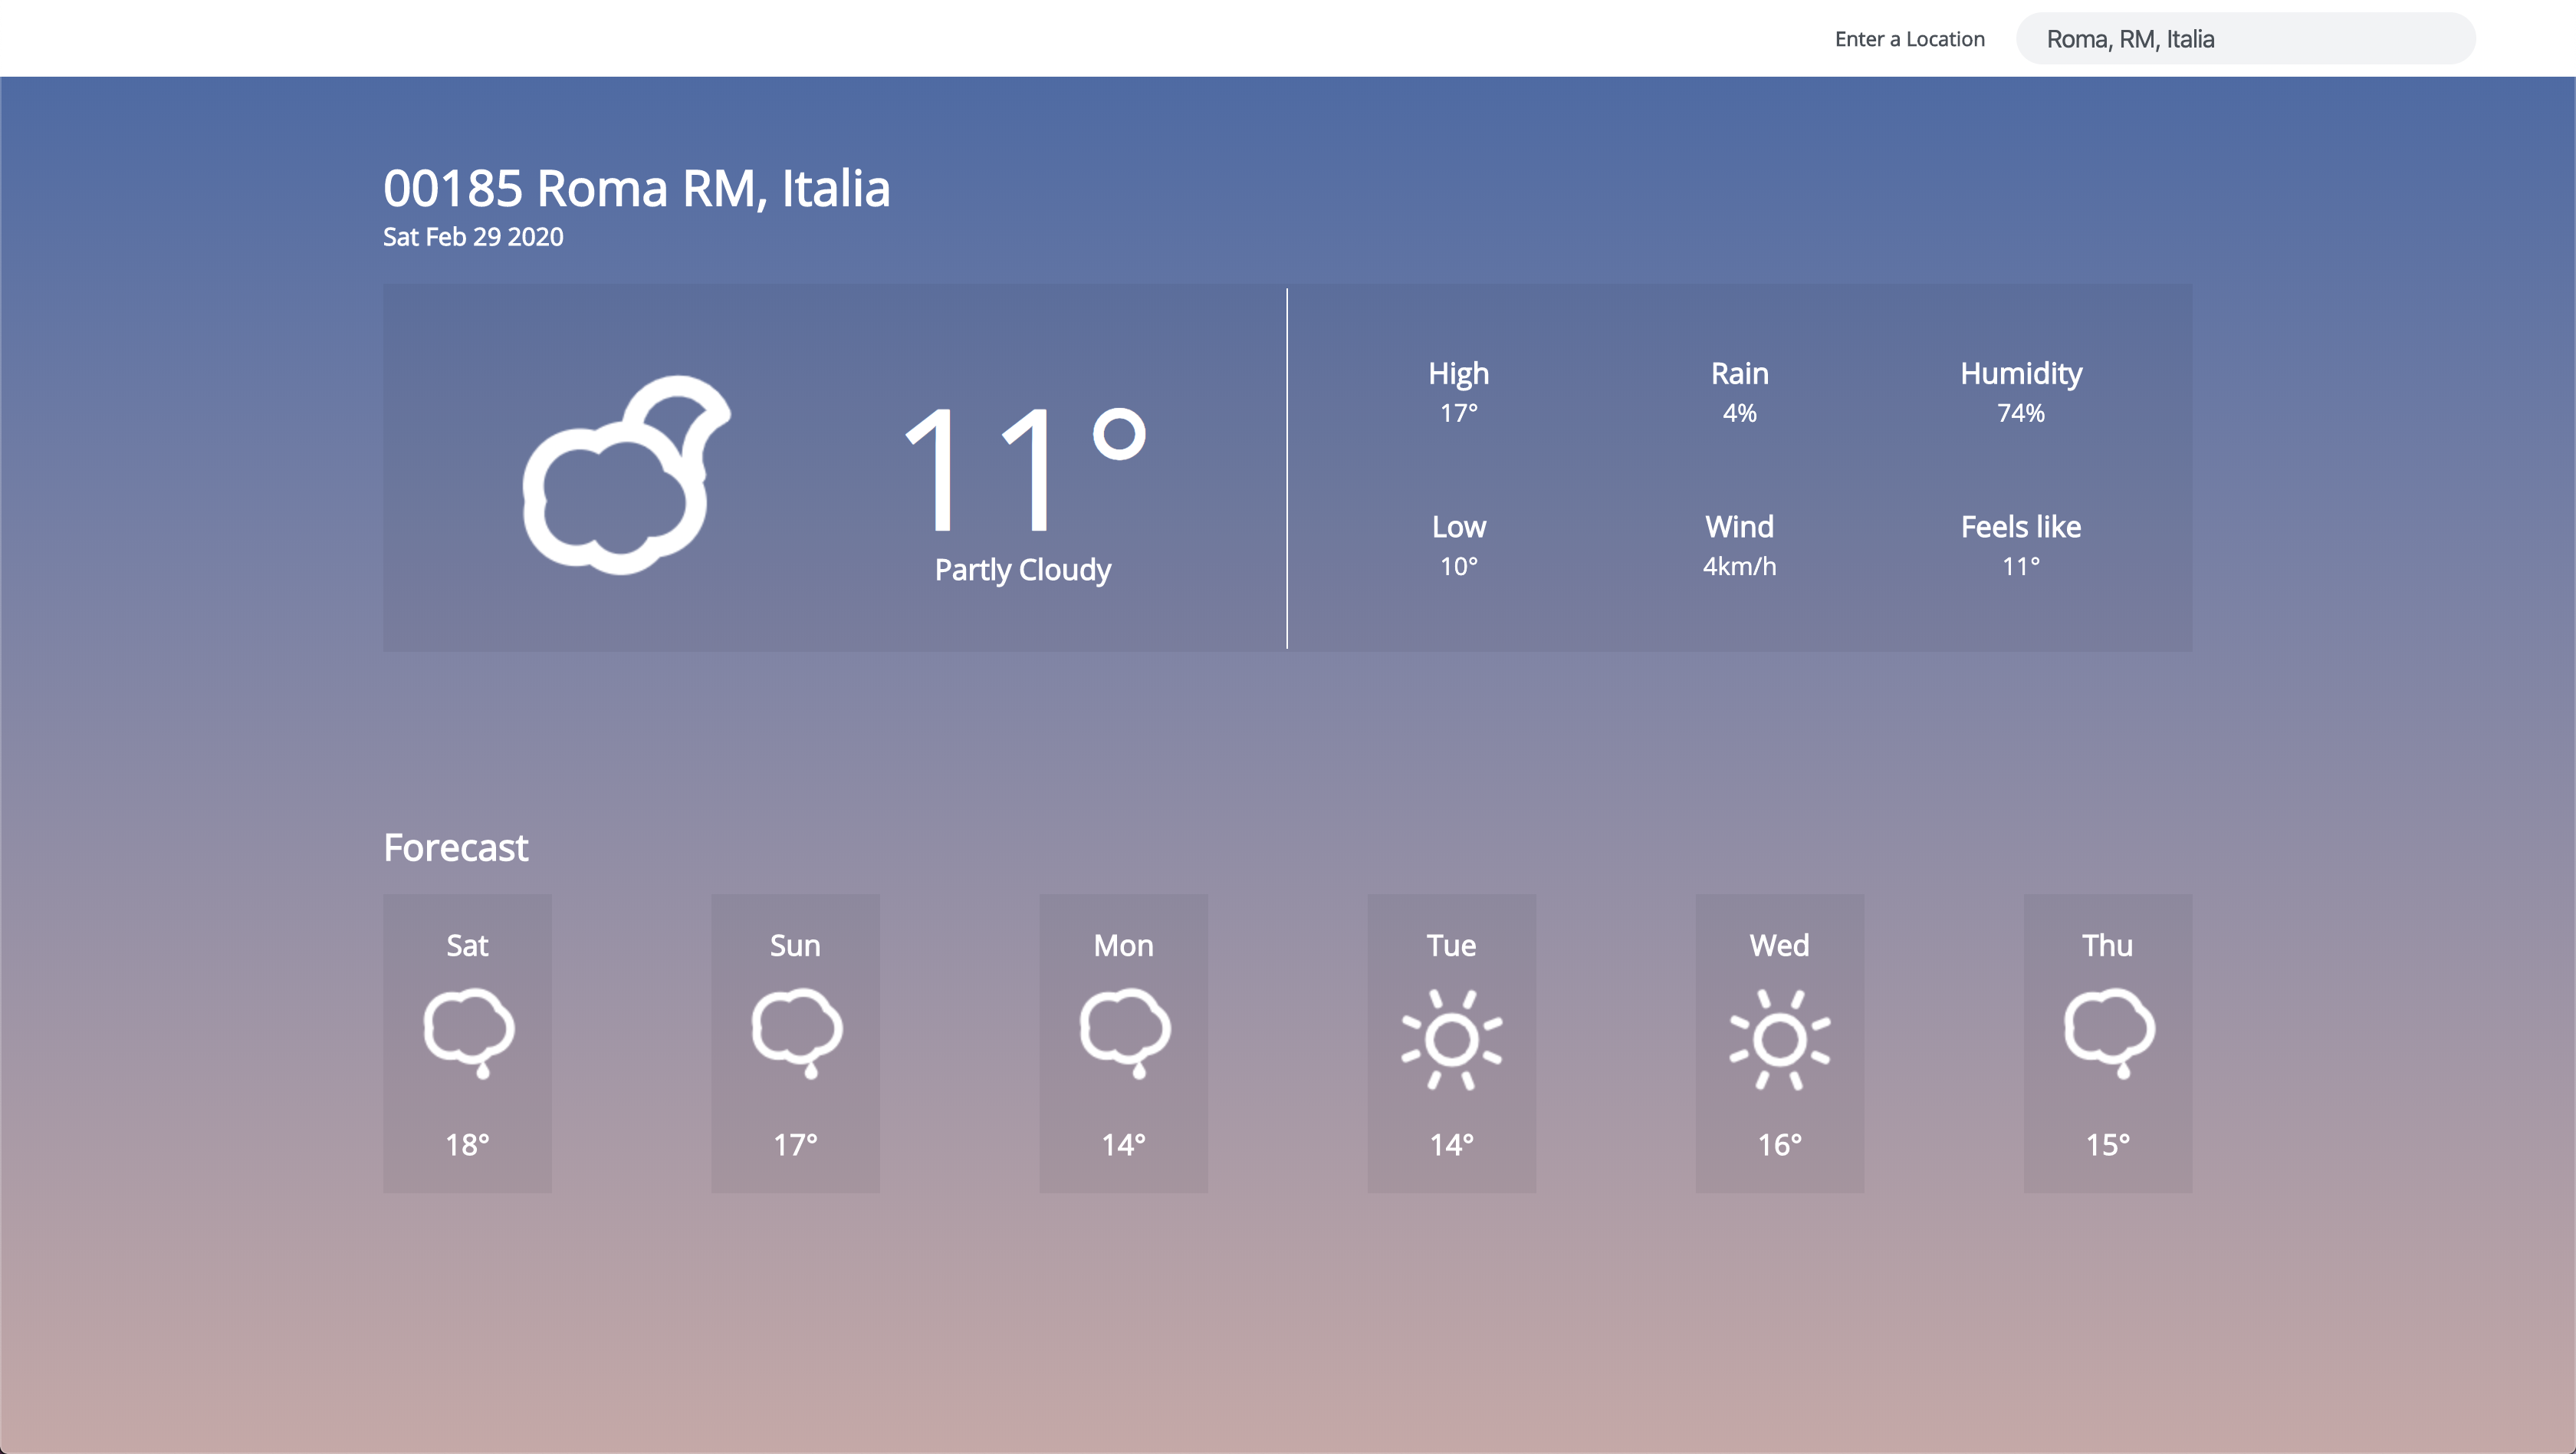 Enter a Location Roma, RM, Italia
00185 Roma RM, Italia
Sat Feb 29 2020
11°
Partly Cloudy
High Rain Humidity
17° 4% 74%
Low Wind Feels like
10° 4km/h 11°
Forecast
Sat Sun Mon Tue Wed Thu
18° 17° 14° 14° 16° 15°